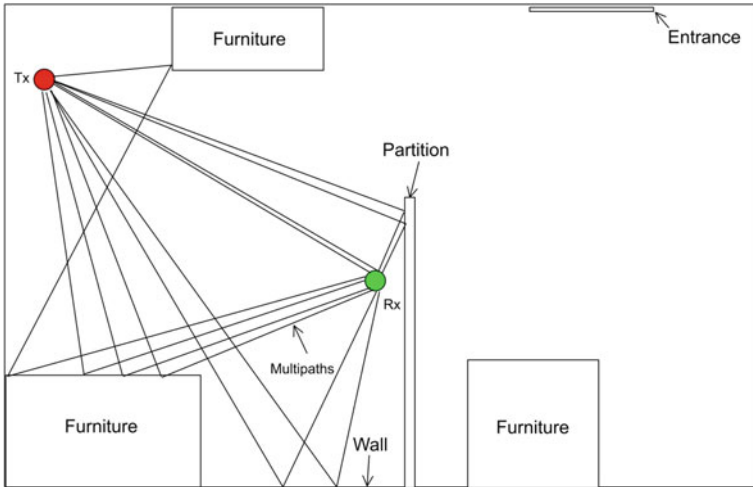 Furniture
Entrance
Tx
Partition
Rx
Multipaths
Furniture
Wall
Furniture